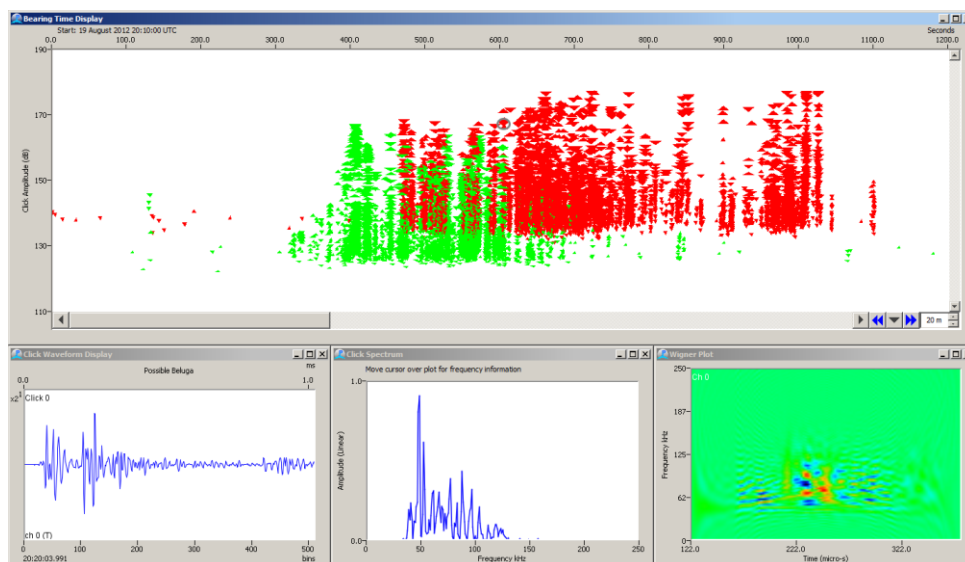 Bearing Time Display
Start: 19 August 2012 20:10:00 UTC
Seconds
0.0 100.0 200.0 300.0 400.0 500.0 600.0 700.0 800.0 900.0 1000.0 1100.0 1200.0
190
170
150
130
110
Click Amplitude (dB)
20 m
Click Waveform Display
Possible Beluga
ms
0.0 1.0
x2^1
Click 0
ch 0 (T)
0 100 200 300 400 500
20:20:03.991
bins
Click Spectrum
Move cursor over plot for frequency information
1.0
Amplitude (Linear)
0.0
0 50 100 150 200 250
Frequency kHz
Wigner Plot
Ch 0
250
187
125
62
0
Frequency kHz
122.0 222.0 322.0
Time (micro-s)